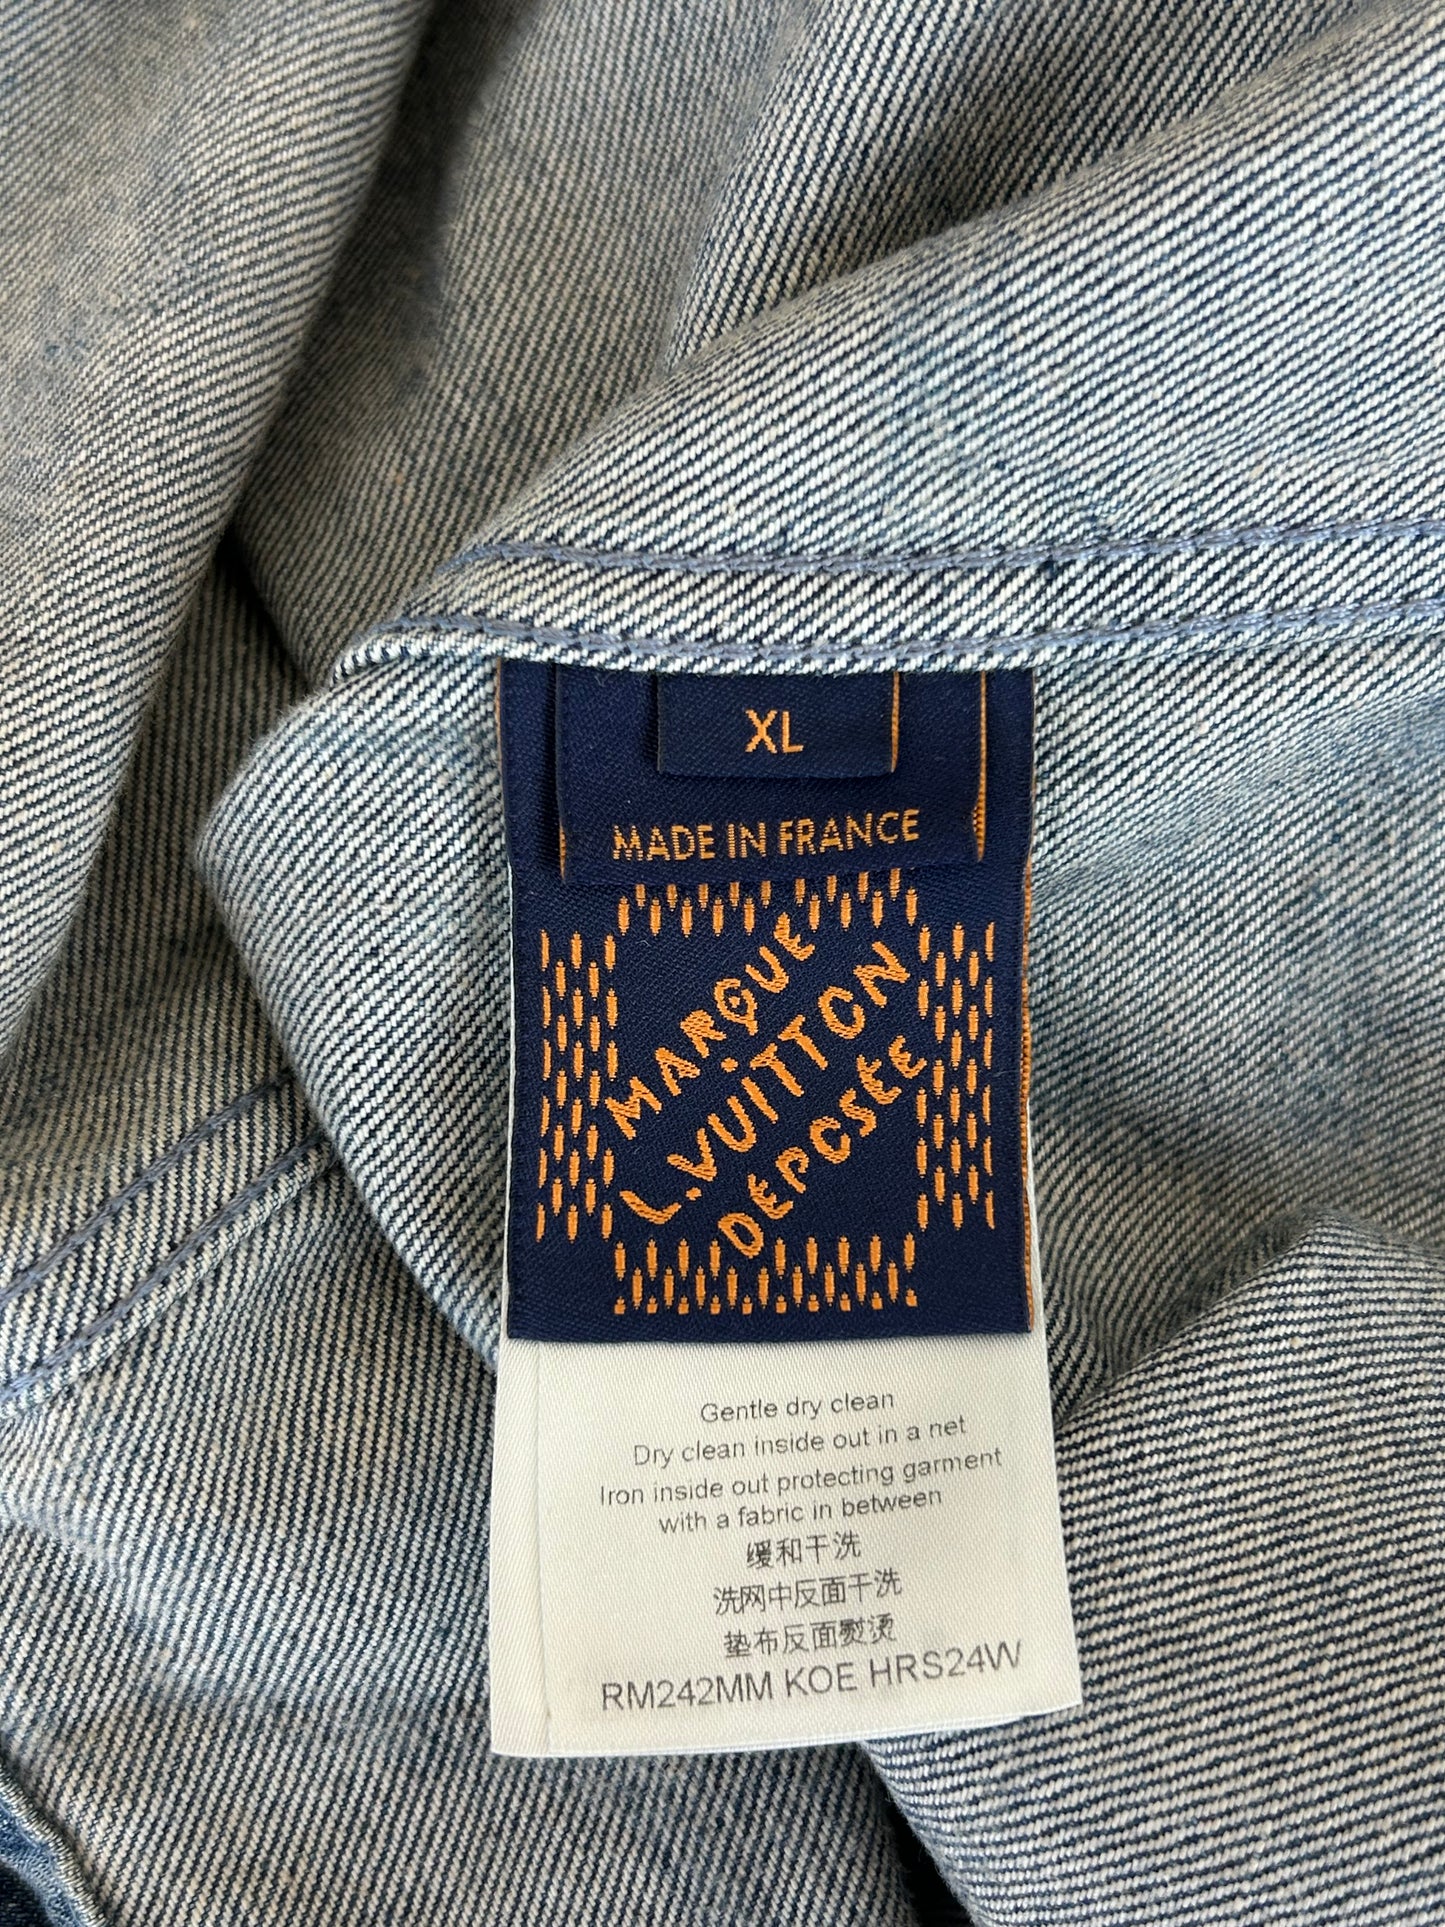 XL
MADE IN FRANCE
MARQUE
L.VUITTON
DÉPOSÉE
Gentle dry clean
Dry clean inside out in a net
Iron inside out protecting garment
with a fabric in between
缓和干洗
洗网中反面干洗
垫布反面熨烫
RM242MM KOE HRS24W